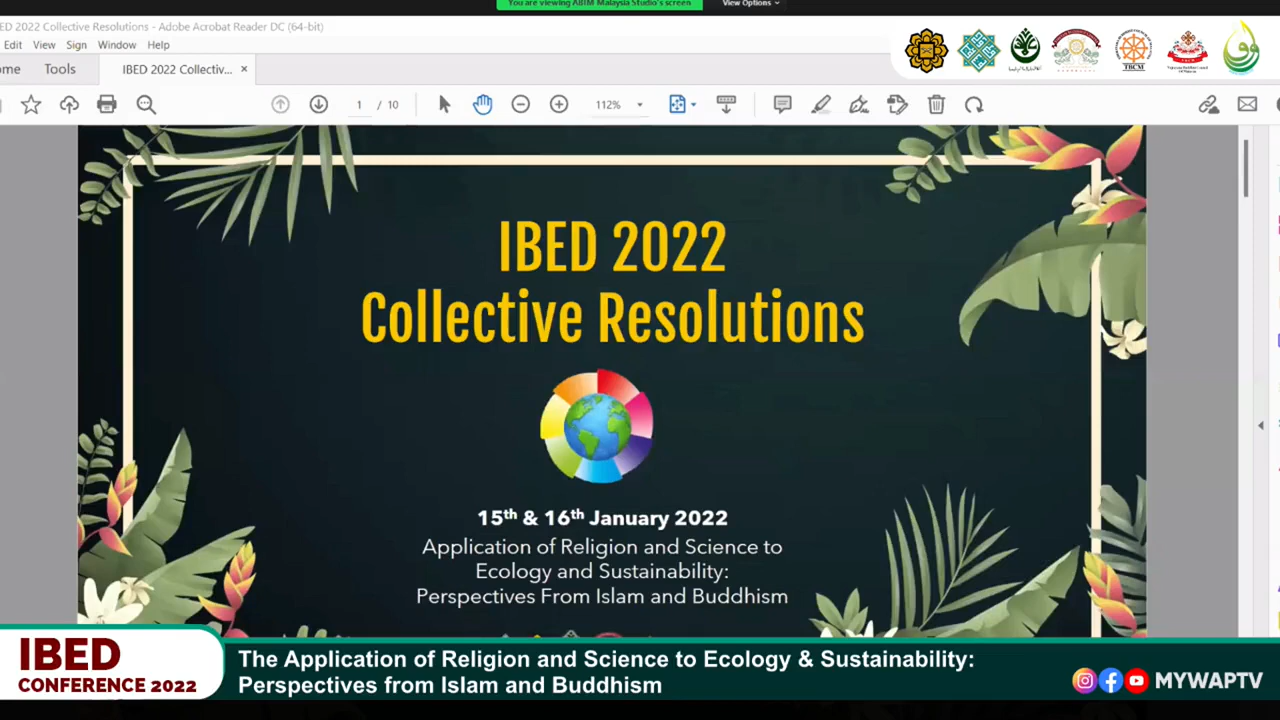 You are viewing ABIM Malaysia Studio's screen
View Options
ED 2022 Collective Resolutions - Adobe Acrobat Reader DC (64-bit)
Edit View Sign Window Help
ome Tools IBED 2022 Collectiv... ×
1 / 10
112%
TBCM
IBED 2022
Collective Resolutions
15th & 16th January 2022
Application of Religion and Science to
Ecology and Sustainability:
Perspectives From Islam and Buddhism
IBED
CONFERENCE 2022
The Application of Religion and Science to Ecology & Sustainability:
Perspectives from Islam and Buddhism
MYWAPTV